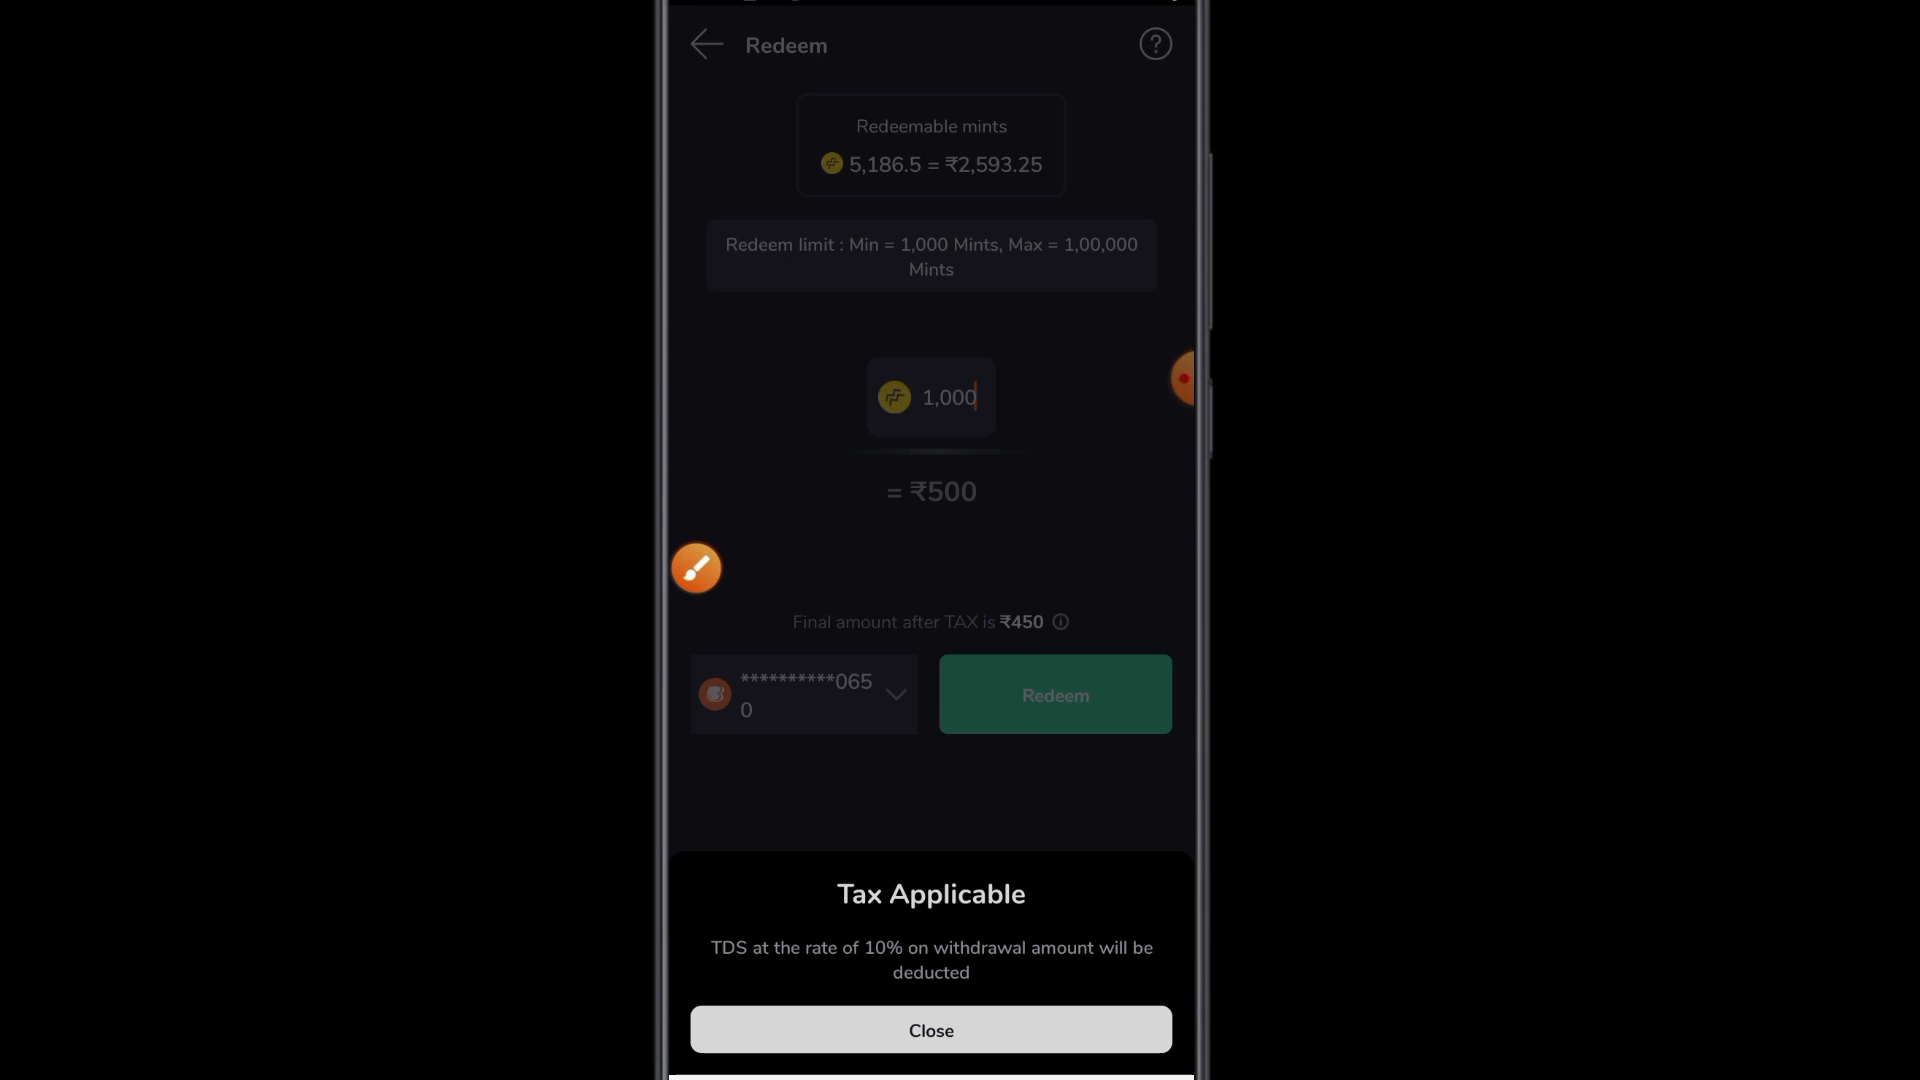 Redeem
Redeemable mints
5,186.5 = ₹2,593.25
Redeem limit : Min = 1,000 Mints, Max = 1,00,000
Mints
1,000
= ₹500
Final amount after TAX is ₹450
**********065
0
Redeem
Tax Applicable
TDS at the rate of 10% on withdrawal amount will be
deducted
Close